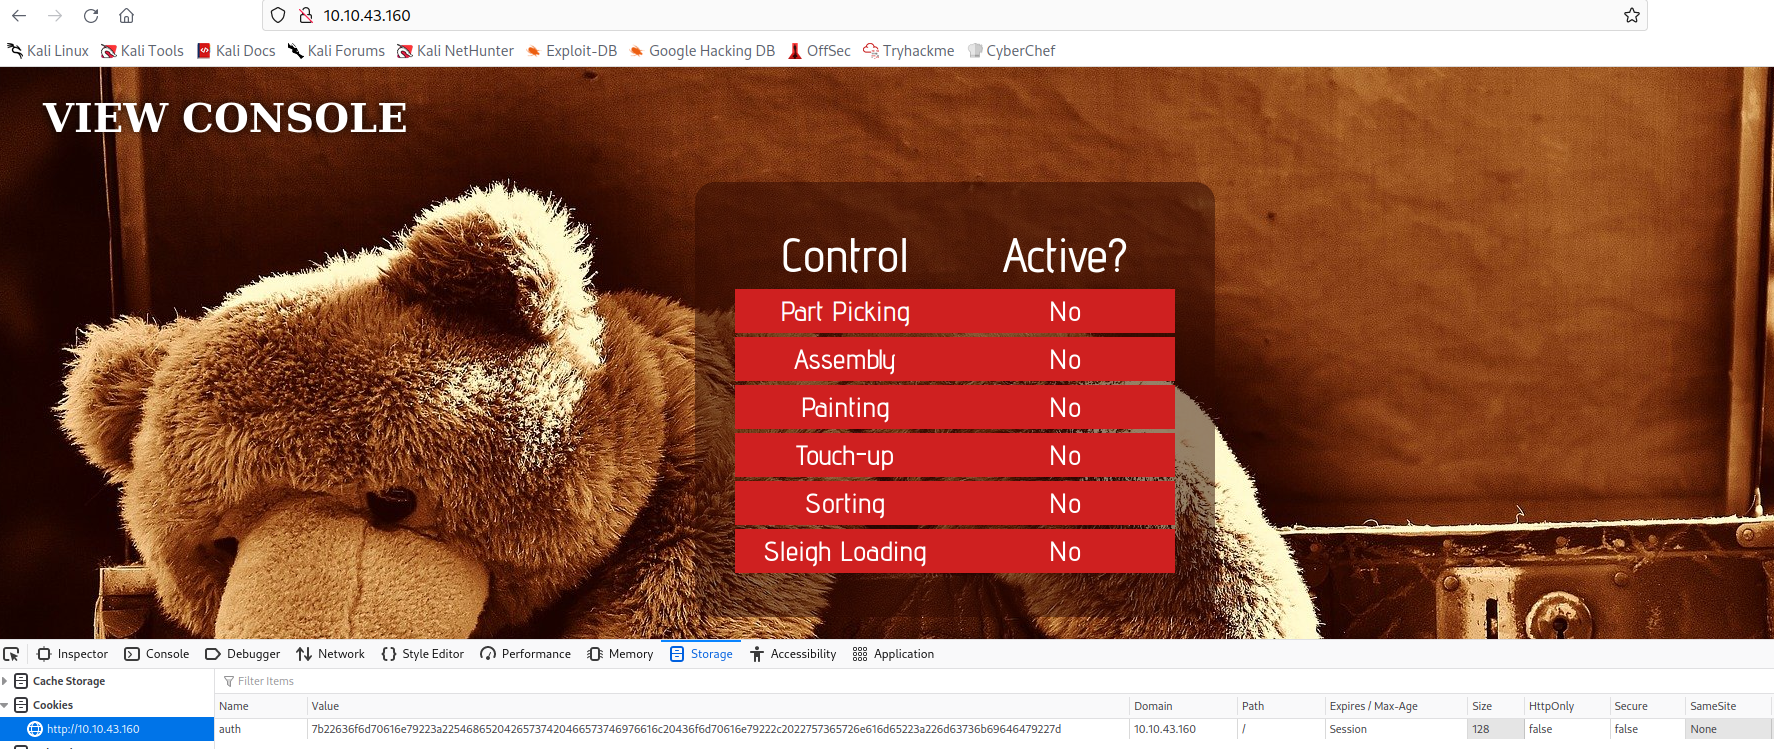 10.10.43.160
Kali Linux Kali Tools Kali Docs Kali Forums Kali NetHunter Exploit-DB Google Hacking DB OffSec Tryhackme CyberChef
VIEW CONSOLE
Control Active?
Part Picking No
Assembly No
Painting No
Touch-up No
Sorting No
Sleigh Loading No
Inspector Console Debugger Network Style Editor Performance Memory Storage Accessibility Application
Cache Storage
Filter Items
Cookies
Name Value Domain Path Expires / Max-Age Size HttpOnly Secure SameSite
http://10.10.43.160
auth 7b22636f6d70616e79223a22546865204265737420466573746976616c20436f6d70616e79222c2022757365726e616d65223a226d63736b69646479227d 10.10.43.160 / Session 128 false false None